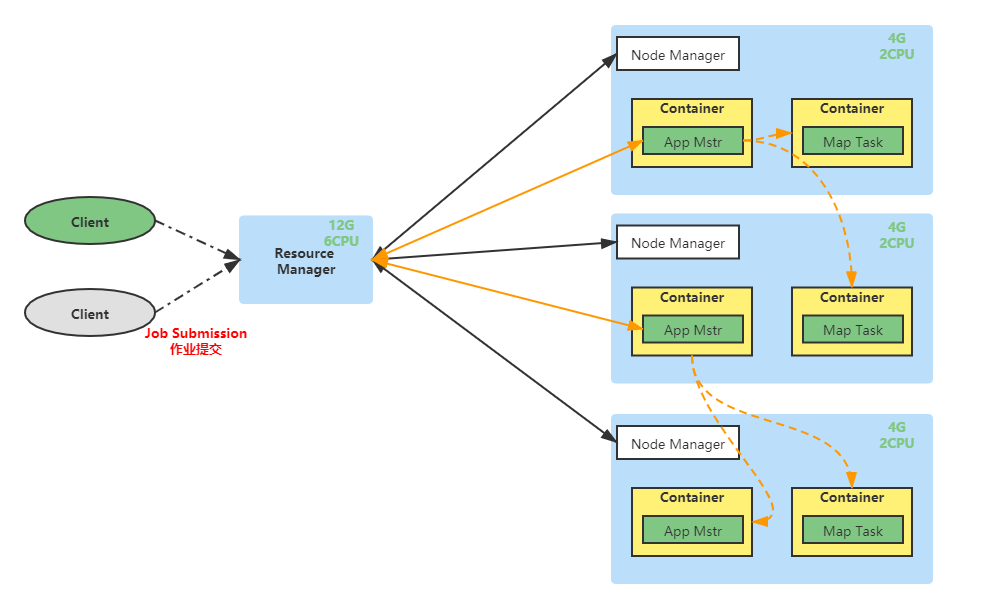 Client
Client
Job Submission
作业提交
12G
6CPU
Resource
Manager
Node Manager
4G
2CPU
Container
App Mstr
Container
Map Task
Node Manager
4G
2CPU
Container
App Mstr
Container
Map Task
Node Manager
4G
2CPU
Container
App Mstr
Container
Map Task